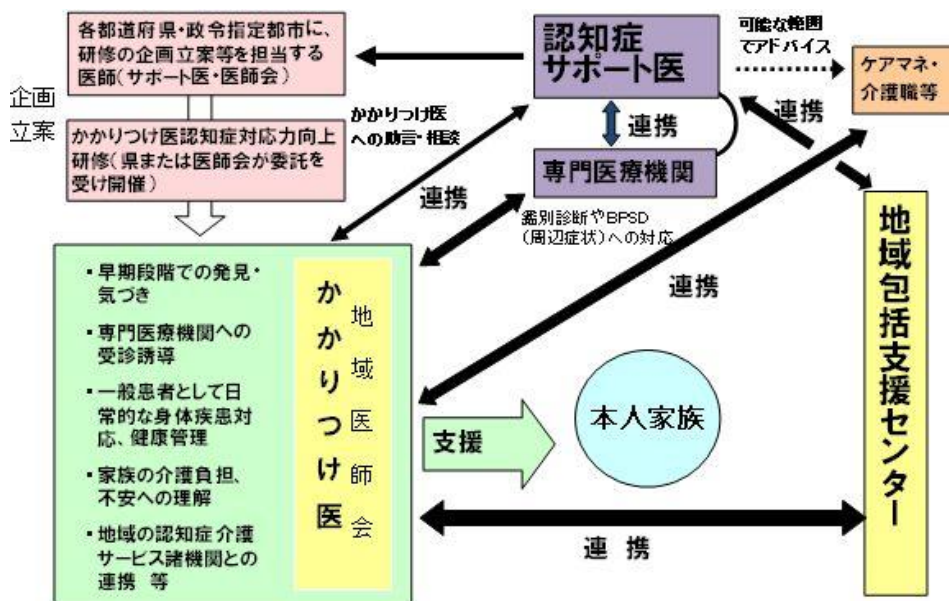 各都道府県・政令指定都市に、
研修の企画立案等を担当する
医師(サポート医・医師会)
企画
立案
かかりつけ医認知症対応力向上
研修(県または医師会が委託を
受け開催)
認知症
サポート医
可能な範囲
でアドバイス
ケアマネ・
介護職等
かかりつけ医
への助言・相談
連携
連携
連携
専門医療機関
鑑別診断やBPSD
(周辺症状)への対応
連携
地域包括支援センター
・早期段階での発見・
気づき
・専門医療機関への
受診誘導
・一般患者として日
常的な身体疾患対
応、健康管理
・家族の介護負担、
不安への理解
・地域の認知症介護
サービス諸機関との
連携 等
かかりつけ医
地域医師会
支援
本人家族
連 携